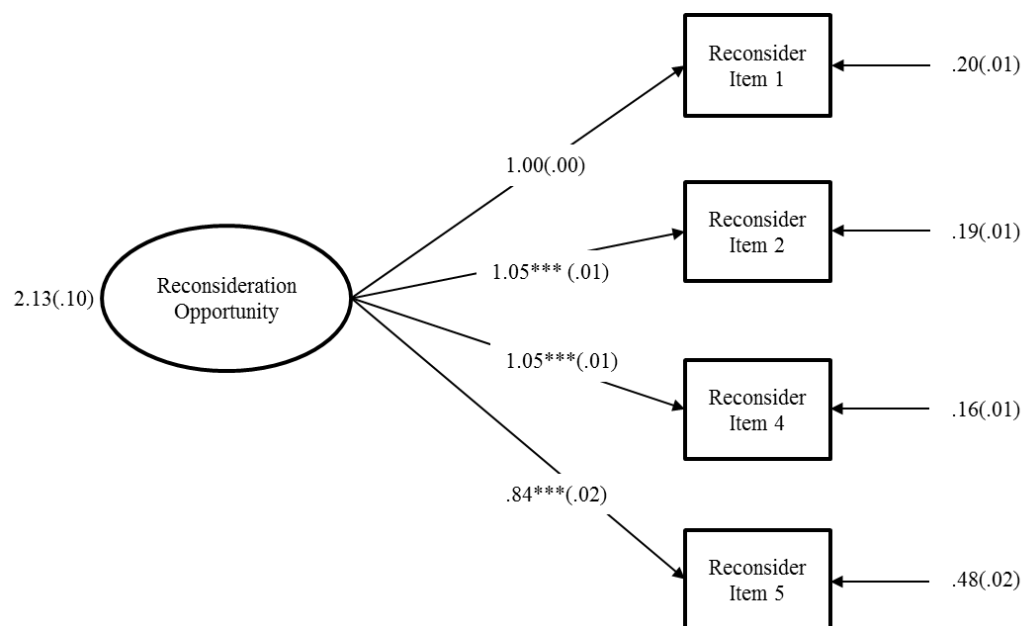 Reconsider
Item 1
.20(.01)
1.00(.00)
Reconsider
Item 2
.19(.01)
1.05*** (.01)
2.13(.10)
Reconsideration
Opportunity
1.05***(.01)
Reconsider
Item 4
.16(.01)
.84***(.02)
Reconsider
Item 5
.48(.02)